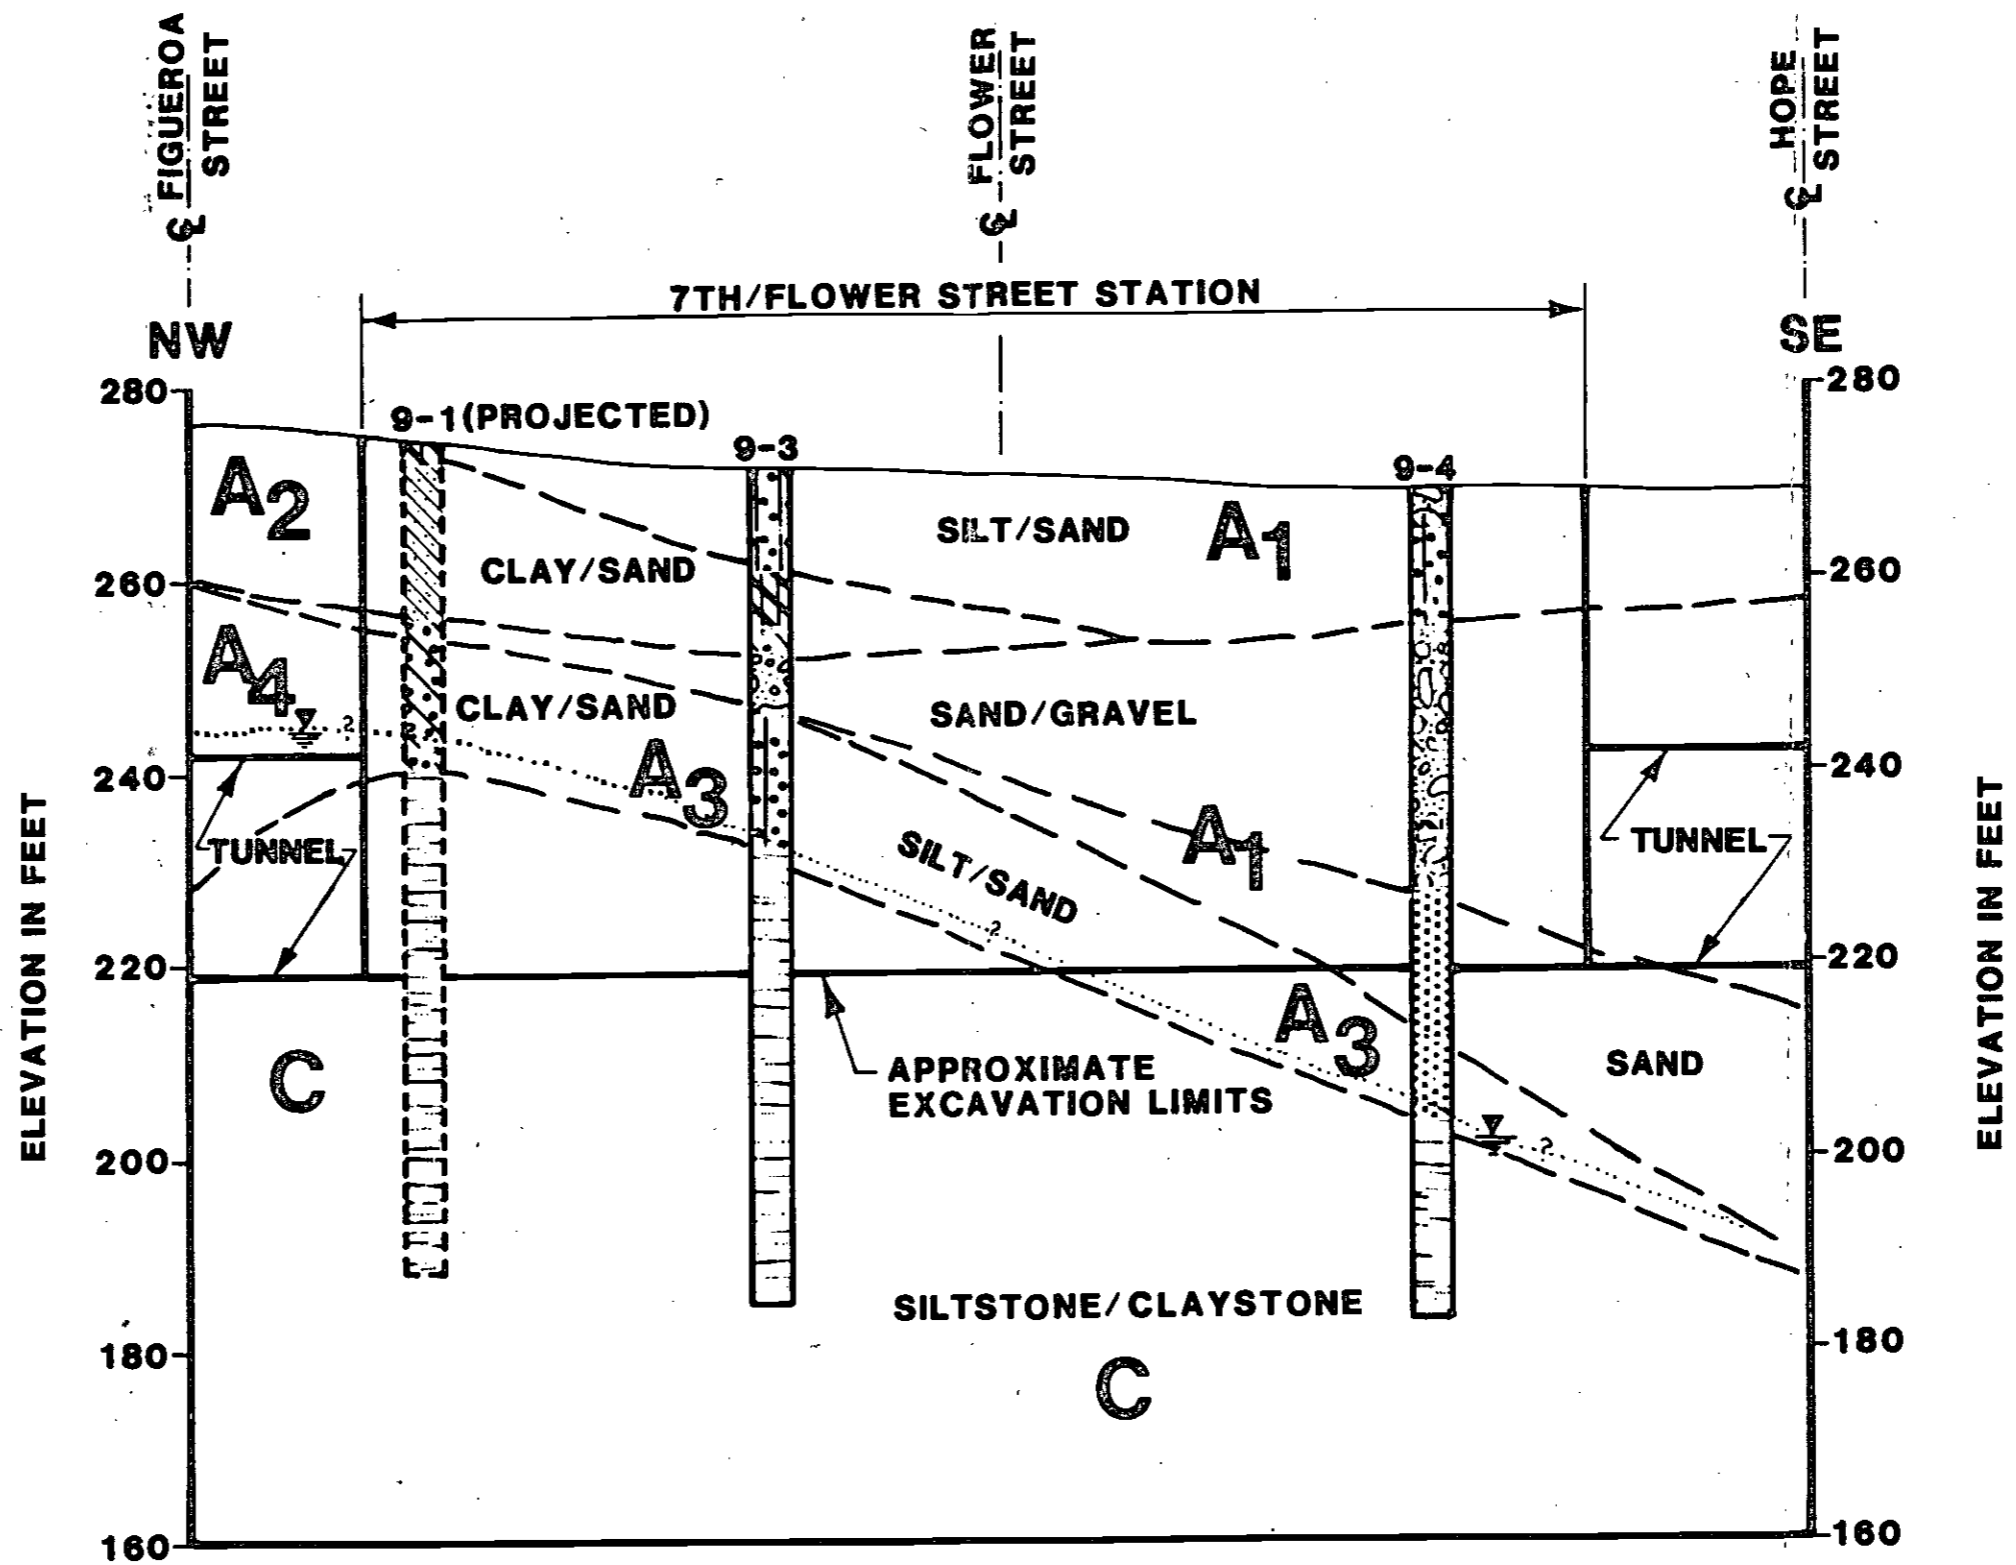 FIGUEROA
STREET
FLOWER
STREET
HOPE
STREET
7TH/FLOWER STREET STATION
NW
SE
280
280
9-1(PROJECTED)
9-3
9-4
A2
SILT/SAND
A1
CLAY/SAND
260
260
A4
CLAY/SAND
SAND/GRAVEL
?
240
240
A3
TUNNEL
A1
TUNNEL
SILT/SAND
?
220
220
ELEVATION IN FEET
ELEVATION IN FEET
C
A3
SAND
APPROXIMATE
EXCAVATION LIMITS
200
200
?
SILTSTONE/CLAYSTONE
180
180
C
160
160